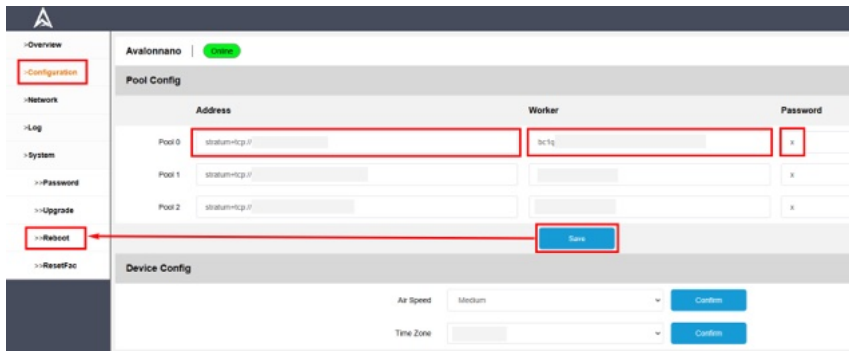 >Overview
>Configuration
>Network
>Log
>System
>>Password
>>Upgrade
>>Reboot
>>ResetFac
Avalonnano | Online
Pool Config
Address Worker Password
Pool 0 stratum+tcp:// bc1q x
Pool 1 stratum+tcp:// x
Pool 2 stratum+tcp:// x
Save
Device Config
Air Speed Medium Confirm
Time Zone Confirm